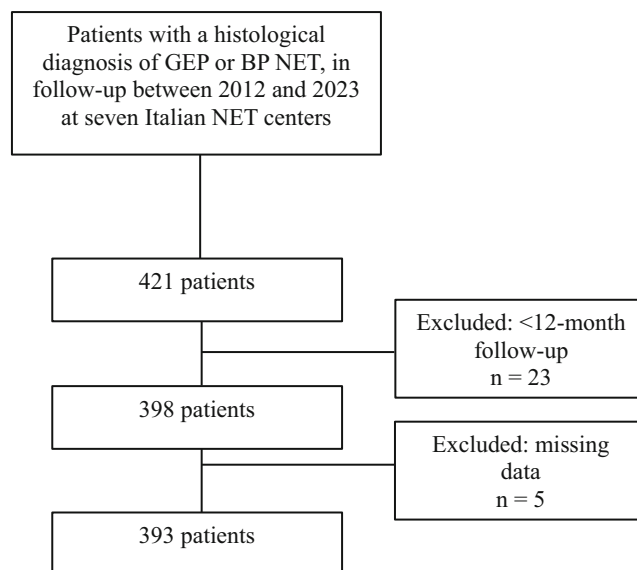 Patients with a histological
diagnosis of GEP or BP NET, in
follow-up between 2012 and 2023
at seven Italian NET centers
421 patients
Excluded: <12-month
follow-up
n = 23
398 patients
Excluded: missing
data
n = 5
393 patients